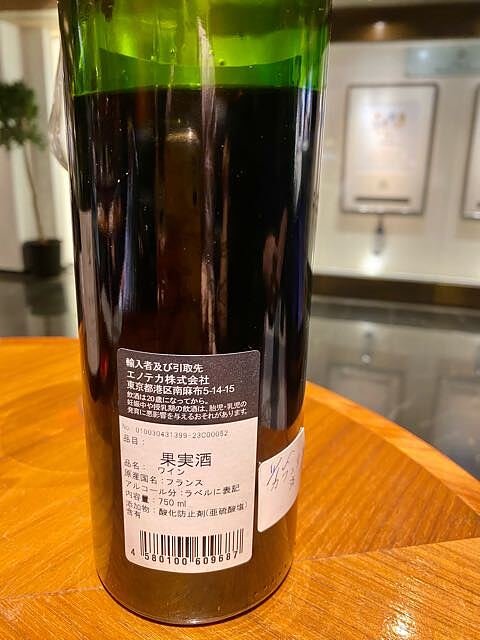 輸入者及び引取先
エノテカ株式会社
東京都港区南麻布5-14-15
飲酒は20歳になってから。
妊娠中や授乳期の飲酒は、胎児・乳児の
発育に悪影響を与えるおそれがあります。
No. 010030431399-23C00052
品目：
果実酒
品名： ワイン
原産国名：フランス
アルコール分：ラベルに表記
内容量：750 ml
添加物：酸化防止剤(亜硫酸塩)
含有
4 580100 609687